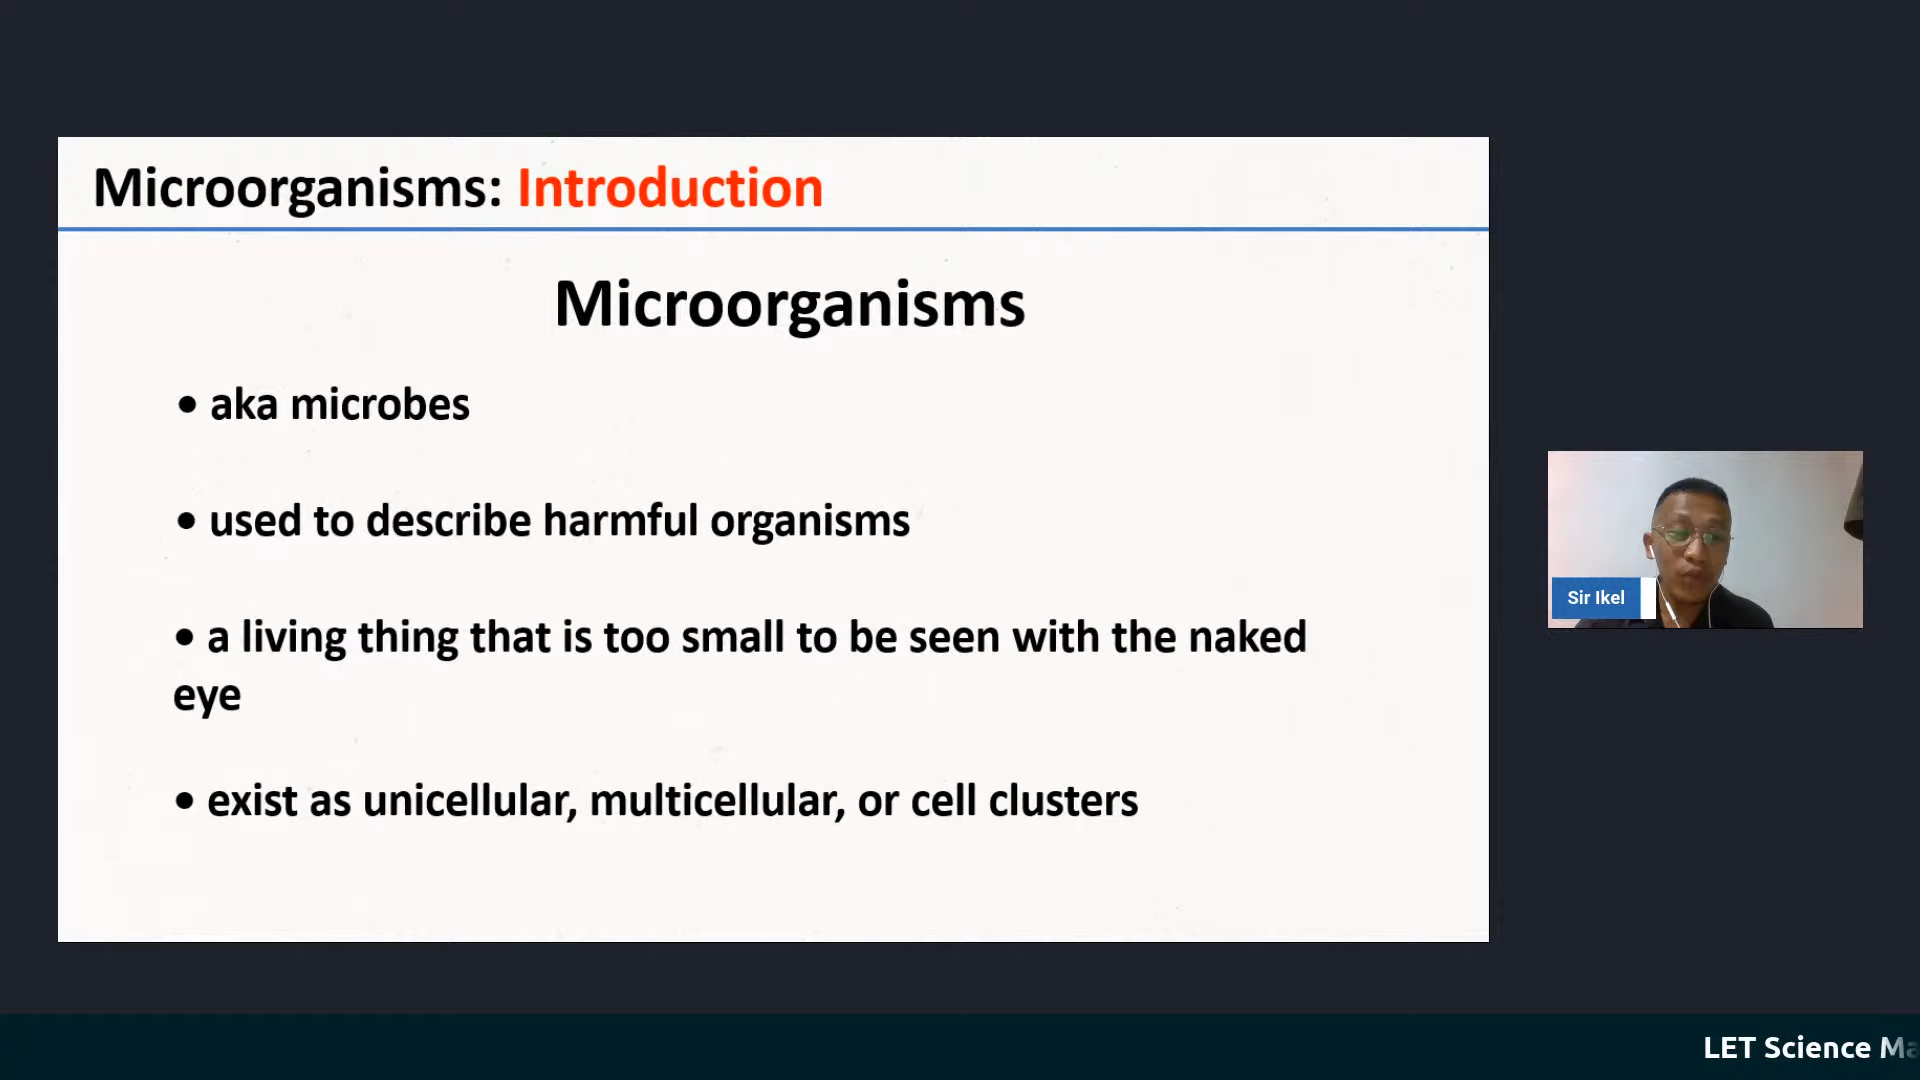 Microorganisms: Introduction
Microorganisms
• aka microbes
• used to describe harmful organisms
• a living thing that is too small to be seen with the naked
eye
• exist as unicellular, multicellular, or cell clusters
Sir Ikel
LET Science